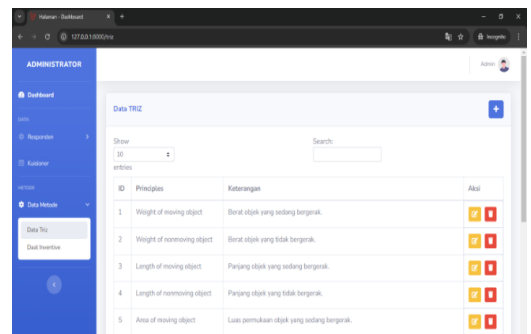 Halaman - Dashboard
127.0.0.1:8000/triz
Incognito
ADMINISTRATOR
Admin
Dashboard
DATA
Responden
Kuisioner
METODE
Data Metode
Data Triz
Daat Inventive
Data TRIZ
Show
10
entries
Search:
ID Principles Keterangan Aksi
1 Weight of moving object Berat objek yang sedang bergerak.
2 Weight of nonmoving object Berat objek yang tidak bergerak.
3 Length of moving object Panjang objek yang sedang bergerak.
4 Length of nonmoving object Panjang objek yang tidak bergerak.
5 Area of moving object Luas permukaan objek yang sedang bergerak.